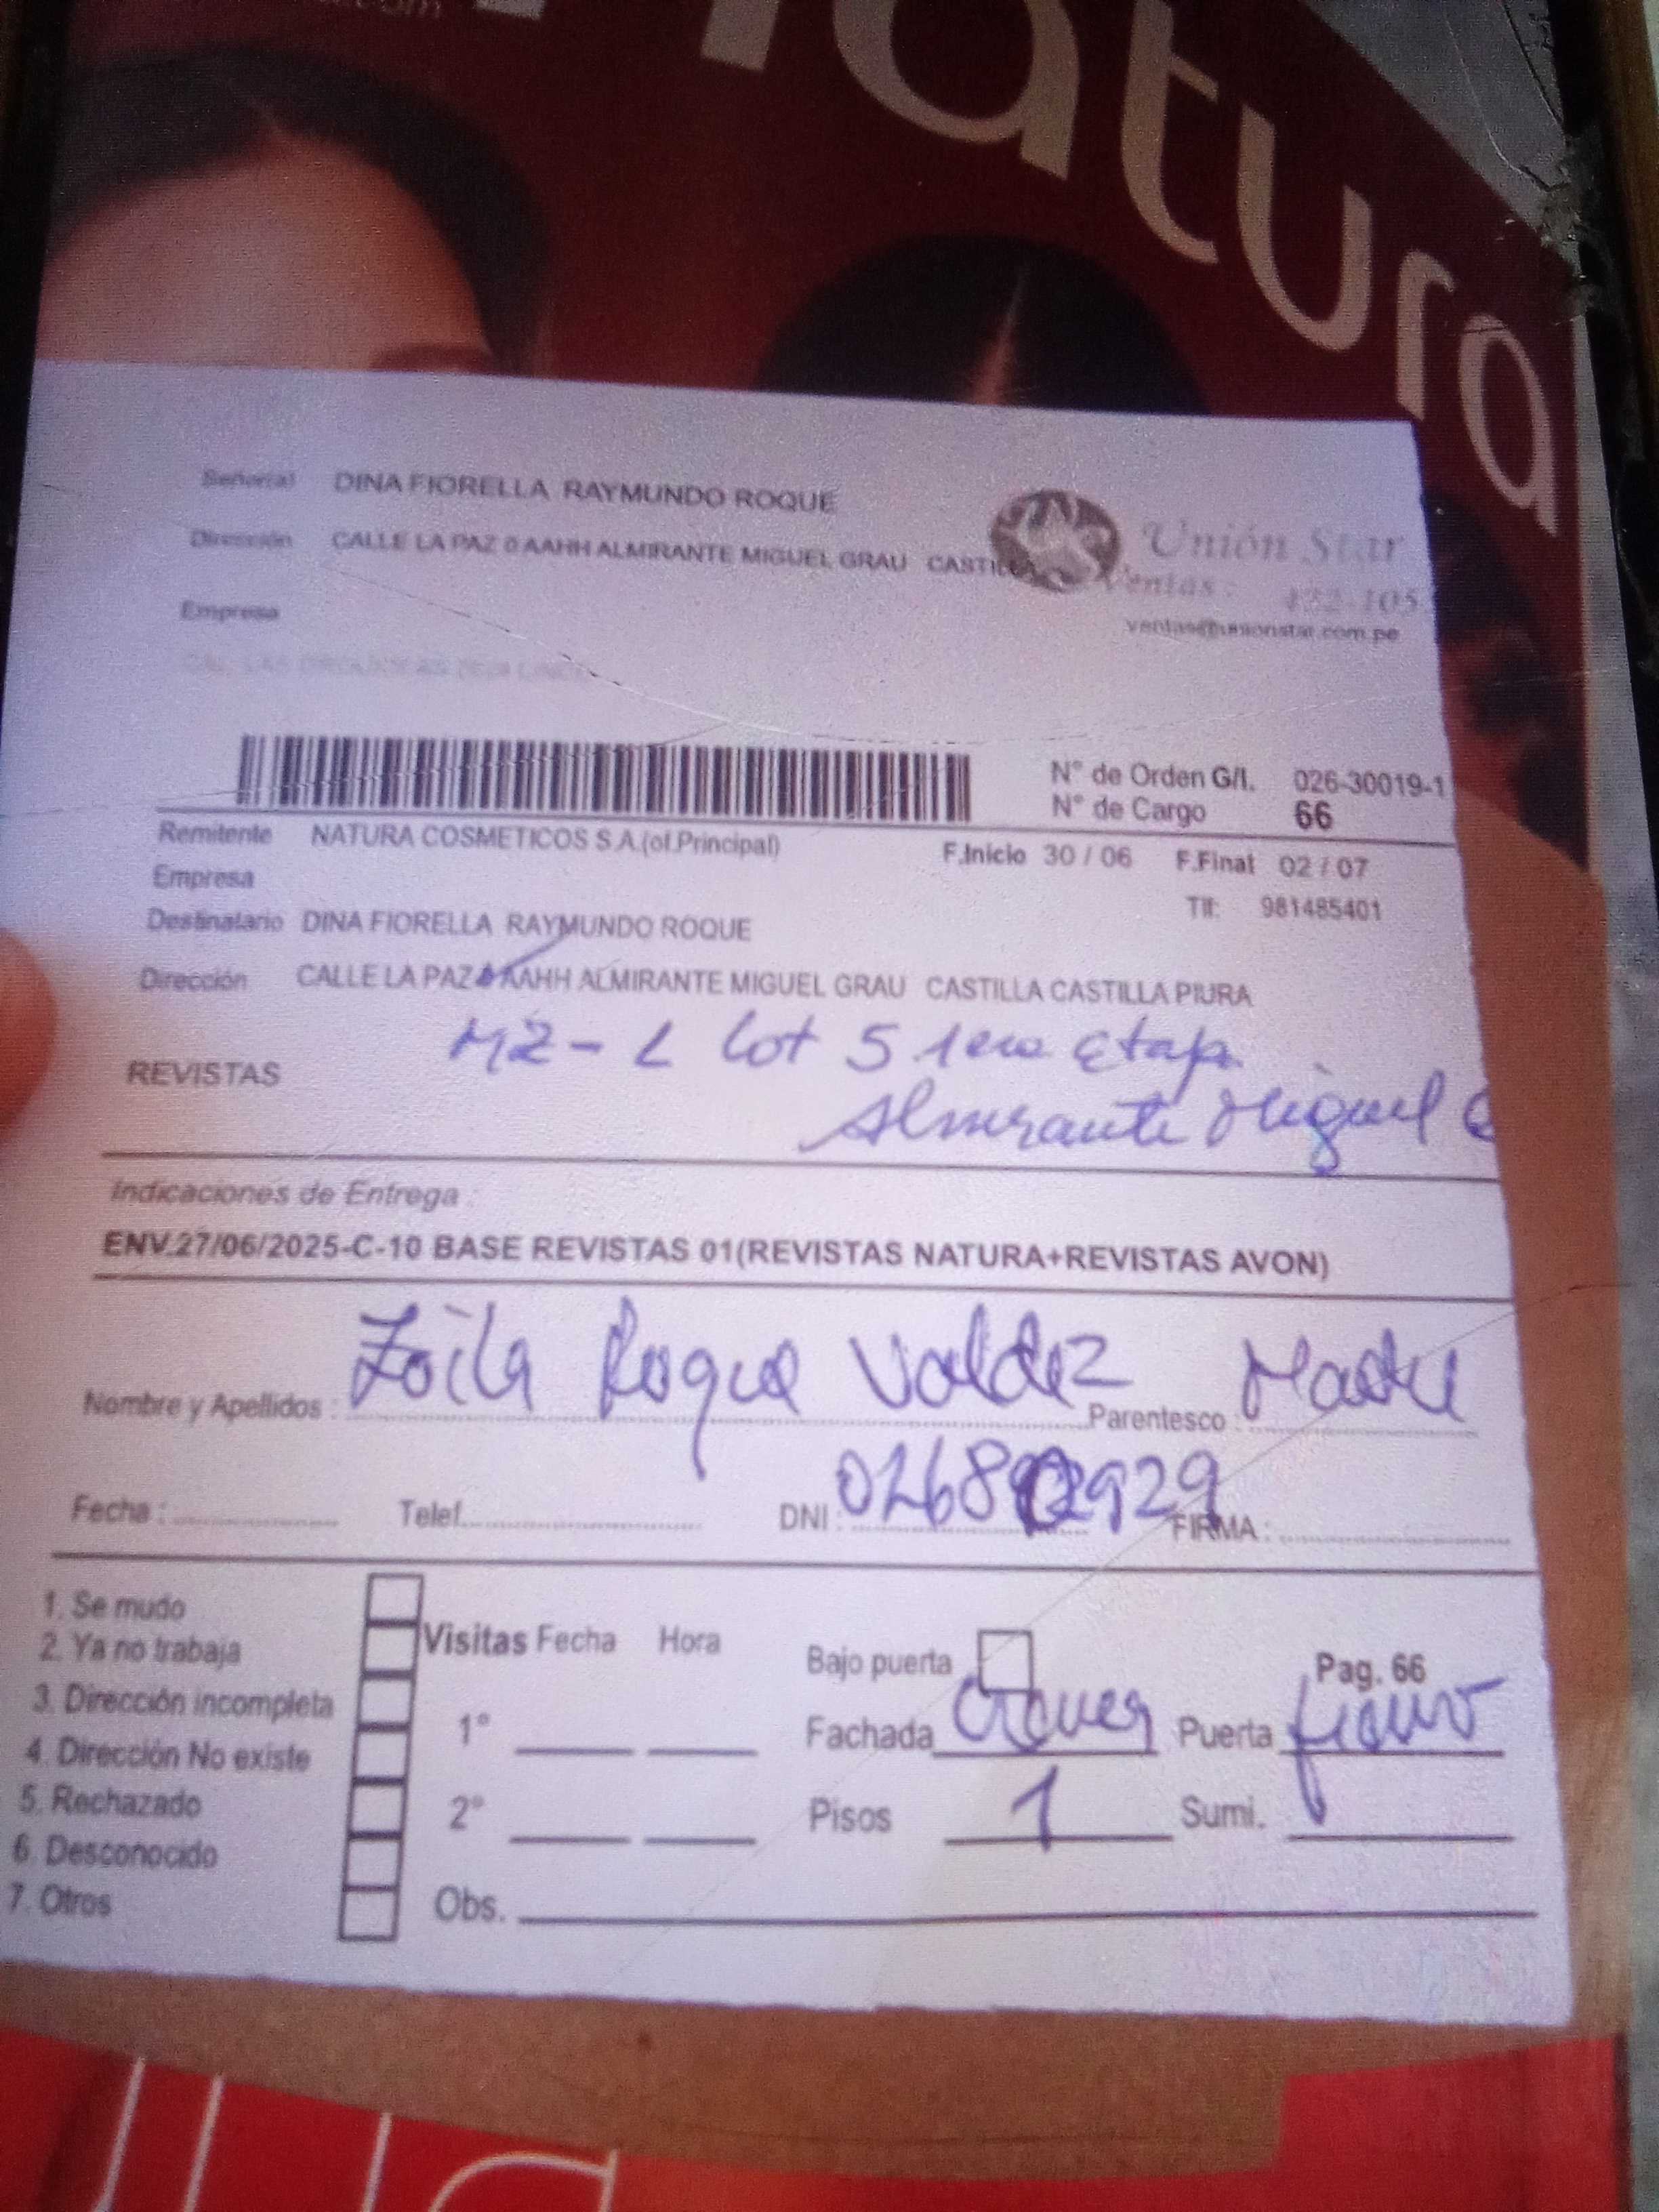 natura
Señor(a) DINA FIORELLA RAYMUNDO ROQUE
Dirección CALLE LA PAZ 0 AAHH ALMIRANTE MIGUEL GRAU CASTILLA
Unión Star
Ventas: 422-105
ventas@unionstar.com.pe
Empresa
N° de Orden G/I. 026-30019-1
N° de Cargo 66
Remitente NATURA COSMETICOS S.A.(of.Principal)
F.Inicio 30 / 06 F.Final 02 / 07
Empresa
Tlf: 981485401
Destinatario DINA FIORELLA RAYMUNDO ROQUE
Dirección CALLE LA PAZ 0 AAHH ALMIRANTE MIGUEL GRAU CASTILLA CASTILLA PIURA
MZ - L Lot 5 1era Etapa
REVISTAS
Almirante Miguel G
Indicaciones de Entrega :
ENV.27/06/2025-C-10 BASE REVISTAS 01(REVISTAS NATURA+REVISTAS AVON)
Nombre y Apellidos : Zoila Roque Valdez Parentesco : Madre
Fecha : Telef. DNI : FIRMA :
1. Se mudo
2. Ya no trabaja
3. Dirección incompleta
4. Dirección No existe
5. Rechazado
6. Desconocido
7. Otros
Visitas Fecha Hora
1°
2°
Obs.
Bajo puerta
Pag. 66
Fachada Puerta fierro
Pisos 1 Sumi.